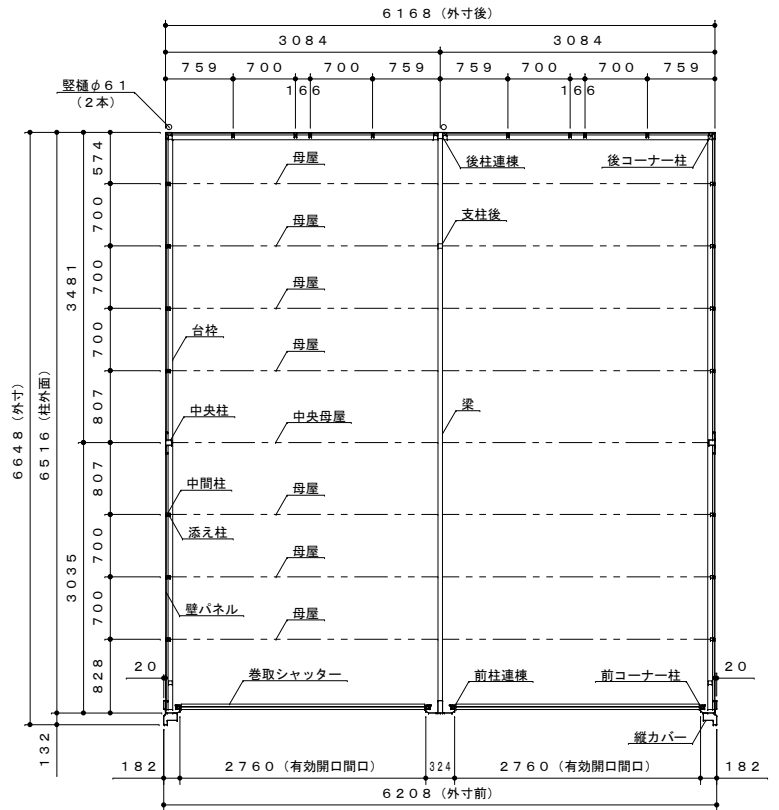 ６１６８（外寸後）
３０８４　３０８４
７５９　７００　７００　７５９　７５９　７００　７００　７５９
１６６　１６６
竪樋φ６１
（２本）
５７４
７００
７００
７００
８０７
８０７
７００
７００
８２８
３４８１
３０３５
６５１６（柱外面）
６６４８（外寸）
１３２
母屋
後柱連棟
後コーナー柱
母屋
支柱後
母屋
台枠
母屋
中央柱
中央母屋
梁
中間柱
母屋
添え柱
母屋
壁パネル
母屋
２０
巻取シャッター
前柱連棟
前コーナー柱
２０
縦カバー
１８２　２７６０（有効開口間口）　３２４　２７６０（有効開口間口）　１８２
６２０８（外寸前）